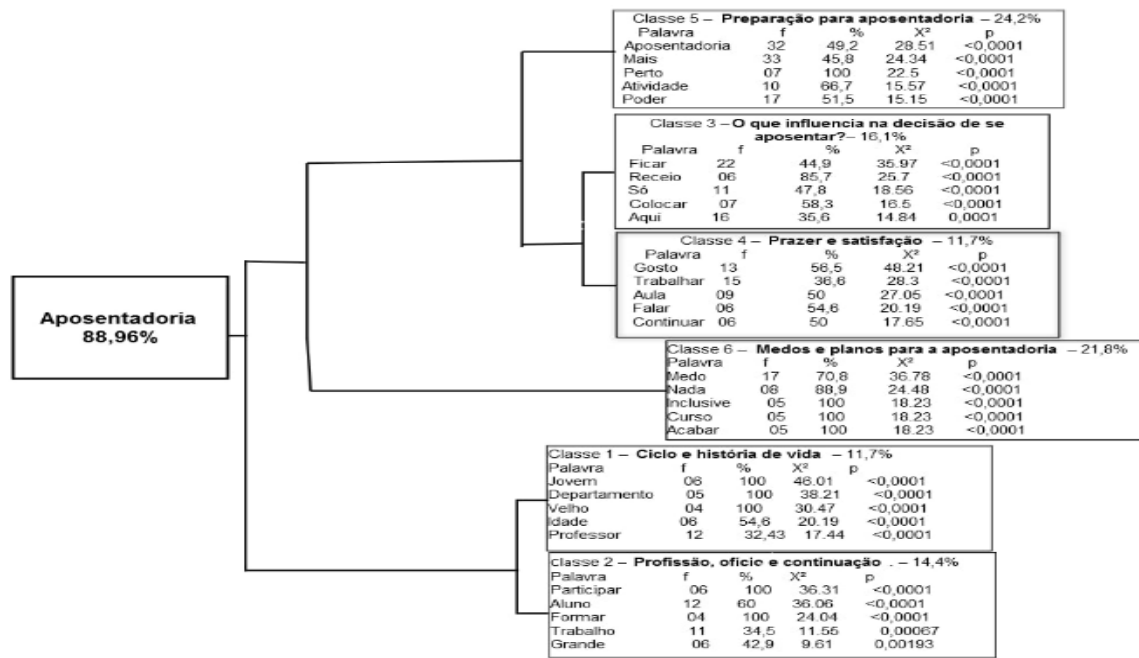 Classe 5 – Preparação para aposentadoria – 24,2%
Palavra f % X² p
Aposentadoria 32 49,2 28.51 <0,0001
Mais 33 45,8 24.34 <0,0001
Perto 07 100 22.5 <0,0001
Atividade 10 66,7 15.57 <0,0001
Poder 17 51,5 15.15 <0,0001
Classe 3 –O que influencia na decisão de se
aposentar?– 16,1%
Palavra f % X² p
Ficar 22 44,9 35.97 <0,0001
Receio 06 85,7 25.7 <0,0001
Só 11 47,8 18.56 <0,0001
Colocar 07 58,3 16.5 <0,0001
Aqui 16 35,6 14.84 0,0001
Classe 4 – Prazer e satisfação – 11,7%
Palavra f % X² p
Gosto 13 56,5 48.21 <0,0001
Trabalhar 15 36,6 28.3 <0,0001
Aula 09 50 27.05 <0,0001
Falar 06 54,6 20.19 <0,0001
Continuar 06 50 17.65 <0,0001
Aposentadoria
88,96%
Classe 6 – Medos e planos para a aposentadoria – 21,8%
Palavra f % X² p
Medo 17 70,8 36.78 <0,0001
Nada 08 88,9 24.48 <0,0001
Inclusive 05 100 18.23 <0,0001
Curso 05 100 18.23 <0,0001
Acabar 05 100 18.23 <0,0001
Classe 1 – Ciclo e história de vida – 11,7%
Palavra f % X² p
Jovem 06 100 46.01 <0,0001
Departamento 05 100 38.21 <0,0001
Velho 04 100 30.47 <0,0001
Idade 06 54,6 20.19 <0,0001
Professor 12 32,43 17.44 <0,0001
Classe 2 – Profissão, oficio e continuação . – 14,4%
Palavra f % X² p
Participar 06 100 36.31 <0,0001
Aluno 12 60 36.06 <0,0001
Formar 04 100 24.04 <0,0001
Trabalho 11 34,5 11.55 0,00067
Grande 06 42,9 9.61 0,00193